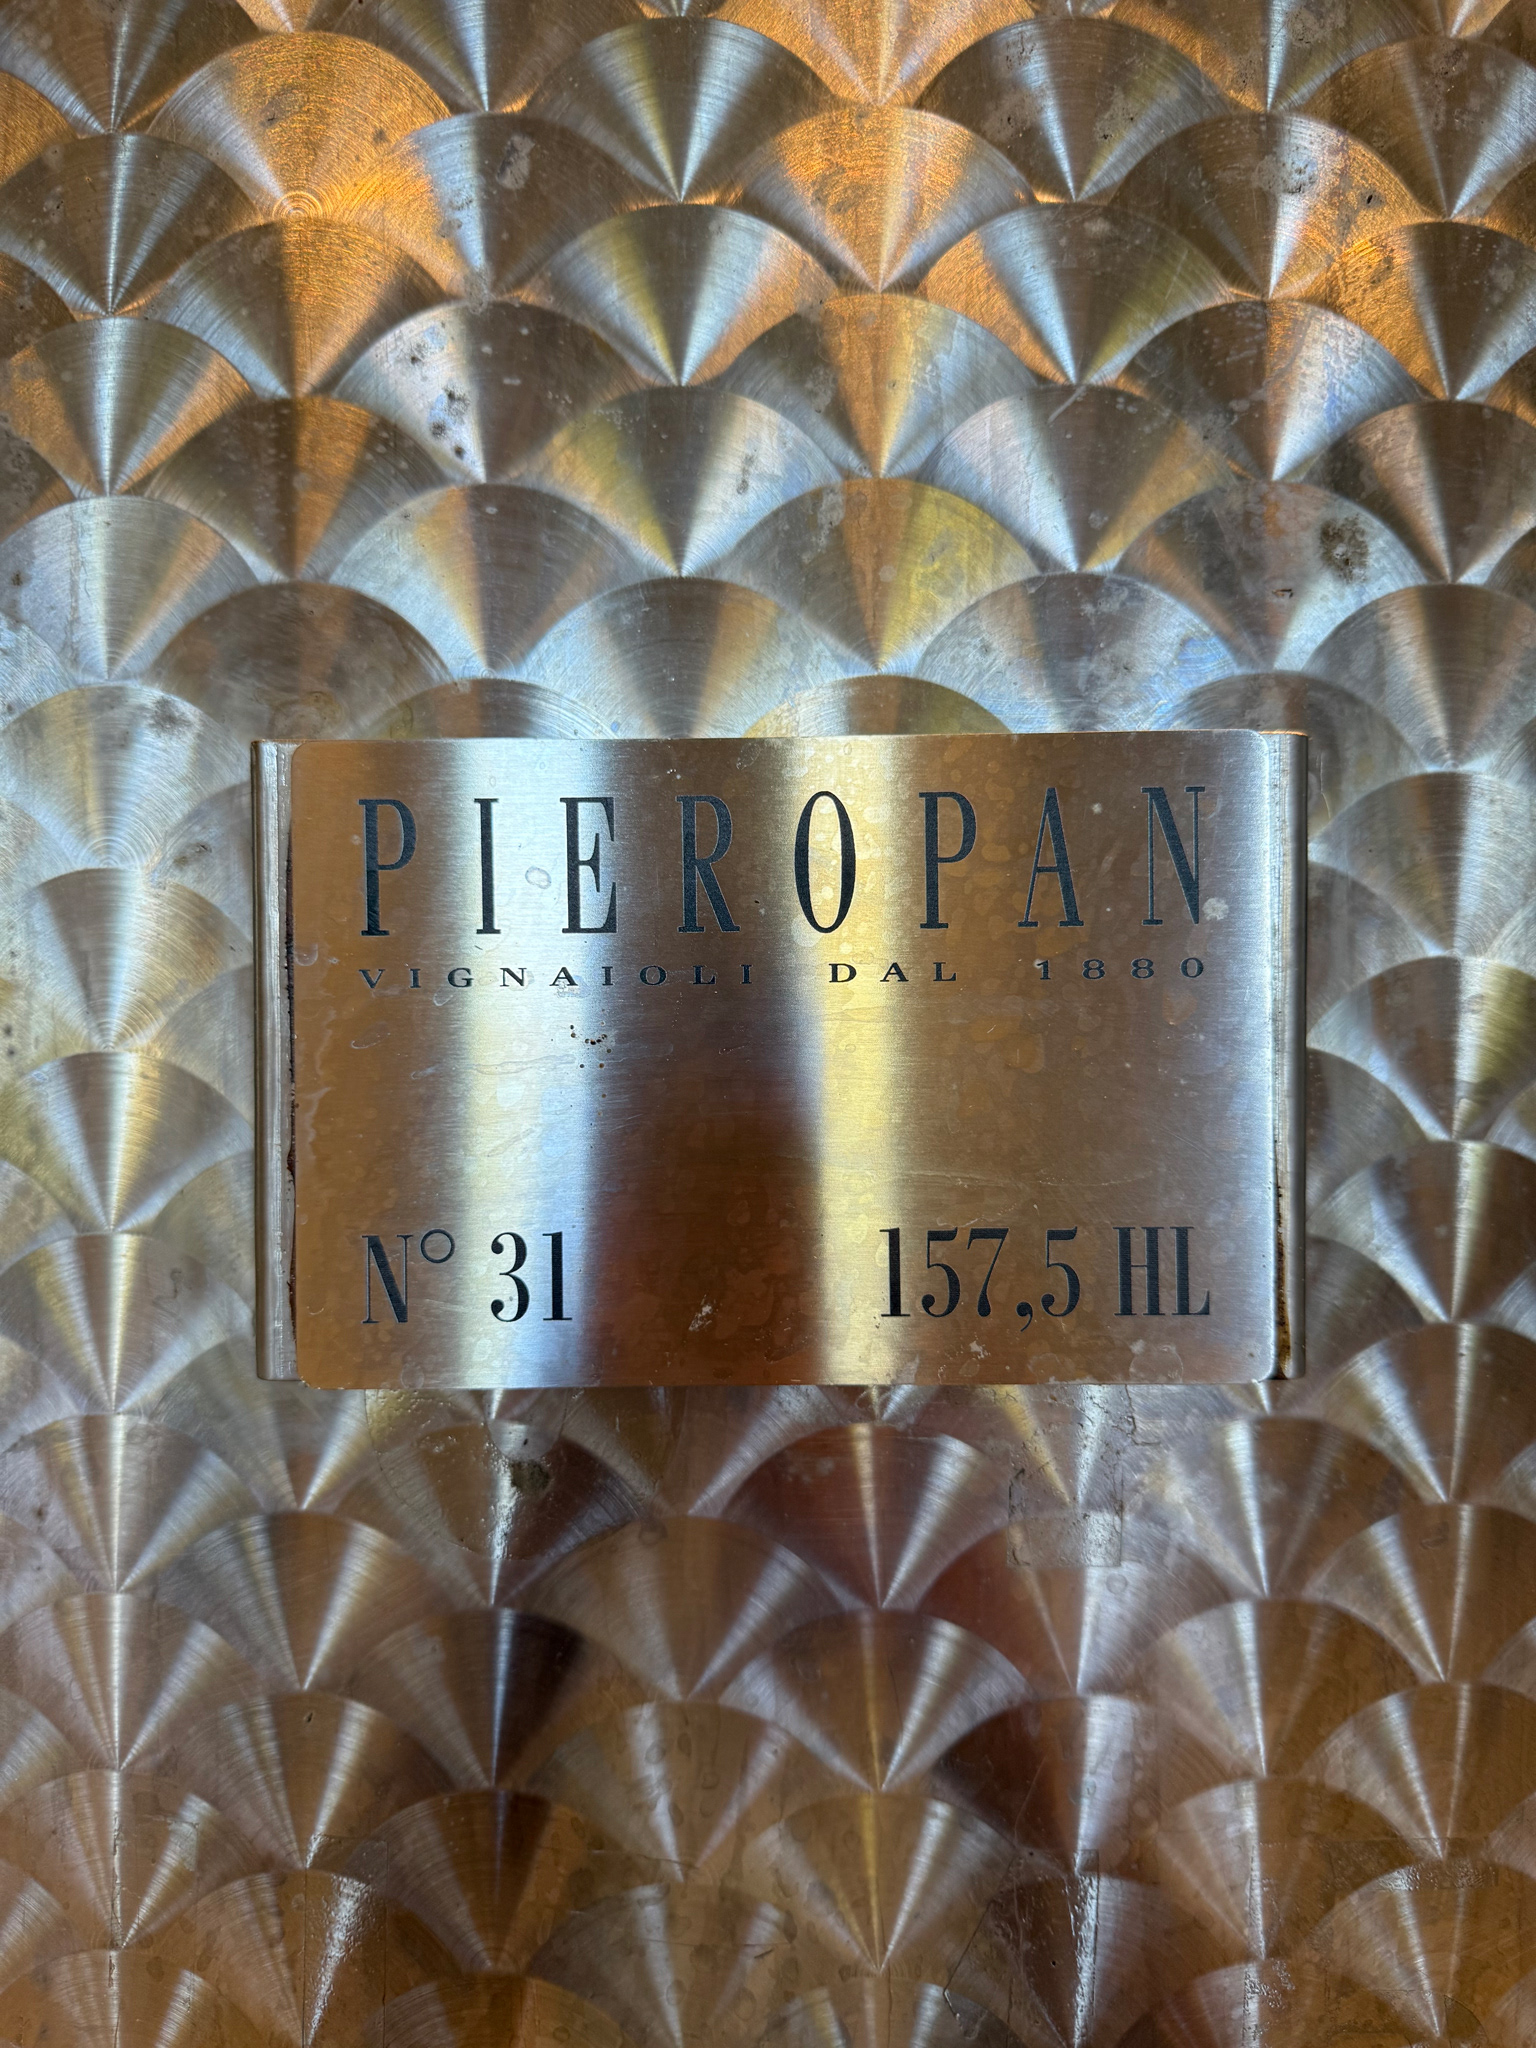 PIEROPAN
VIGNAIOLI DAL 1880
N° 31 157,5 HL